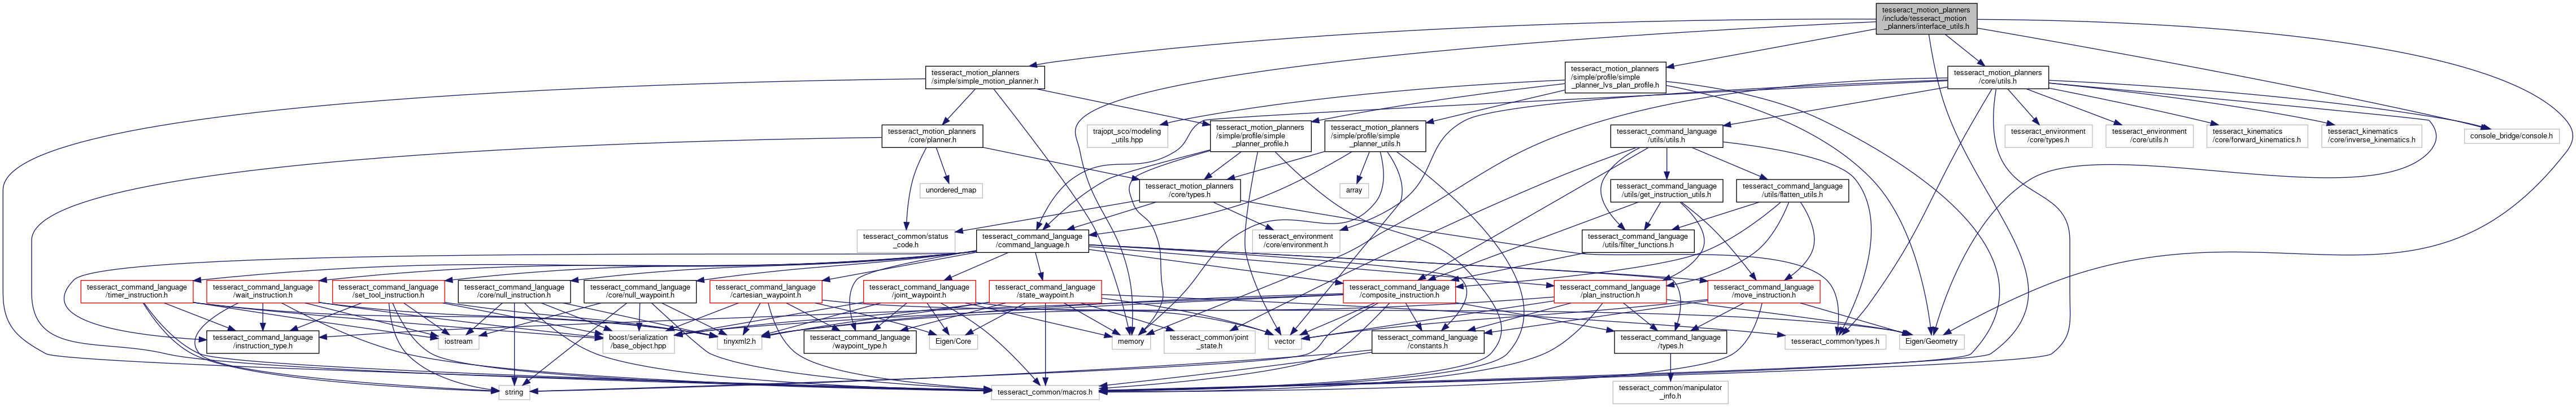 tesseract_motion_planners
/include/tesseract_motion
_planners/interface_utils.h
tesseract_motion_planners
/simple/simple_motion_planner.h
tesseract_motion_planners
/simple/profile/simple
_planner_lvs_plan_profile.h
tesseract_motion_planners
/core/utils.h
tesseract_motion_planners
/core/planner.h
trajopt_sco/modeling
_utils.hpp
tesseract_motion_planners
/simple/profile/simple
_planner_profile.h
tesseract_motion_planners
/simple/profile/simple
_planner_utils.h
tesseract_command_language
/utils/utils.h
tesseract_environment
/core/types.h
tesseract_environment
/core/utils.h
tesseract_kinematics
/core/forward_kinematics.h
tesseract_kinematics
/core/inverse_kinematics.h
console_bridge/console.h
unordered_map
tesseract_motion_planners
/core/types.h
array
tesseract_command_language
/utils/get_instruction_utils.h
tesseract_command_language
/utils/flatten_utils.h
tesseract_common/status
_code.h
tesseract_command_language
/command_language.h
tesseract_environment
/core/environment.h
tesseract_command_language
/utils/filter_functions.h
tesseract_command_language
/timer_instruction.h
tesseract_command_language
/wait_instruction.h
tesseract_command_language
/set_tool_instruction.h
tesseract_command_language
/core/null_instruction.h
tesseract_command_language
/core/null_waypoint.h
tesseract_command_language
/cartesian_waypoint.h
tesseract_command_language
/joint_waypoint.h
tesseract_command_language
/state_waypoint.h
tesseract_command_language
/composite_instruction.h
tesseract_command_language
/plan_instruction.h
tesseract_command_language
/move_instruction.h
tesseract_command_language
/instruction_type.h
iostream
boost/serialization
/base_object.hpp
tinyxml2.h
tesseract_command_language
/waypoint_type.h
Eigen/Core
memory
tesseract_common/joint
_state.h
vector
tesseract_command_language
/constants.h
tesseract_command_language
/types.h
tesseract_common/types.h
Eigen/Geometry
string
tesseract_common/macros.h
tesseract_common/manipulator
_info.h